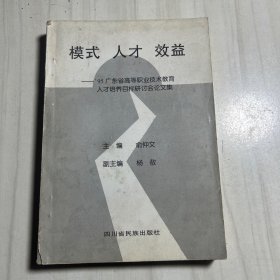 模式 人才 效益
——'95广东省高等职业技术教育
人才培养目标研讨会论文集
主 编 俞仲文
副主编 杨 敢
四川省民族出版社